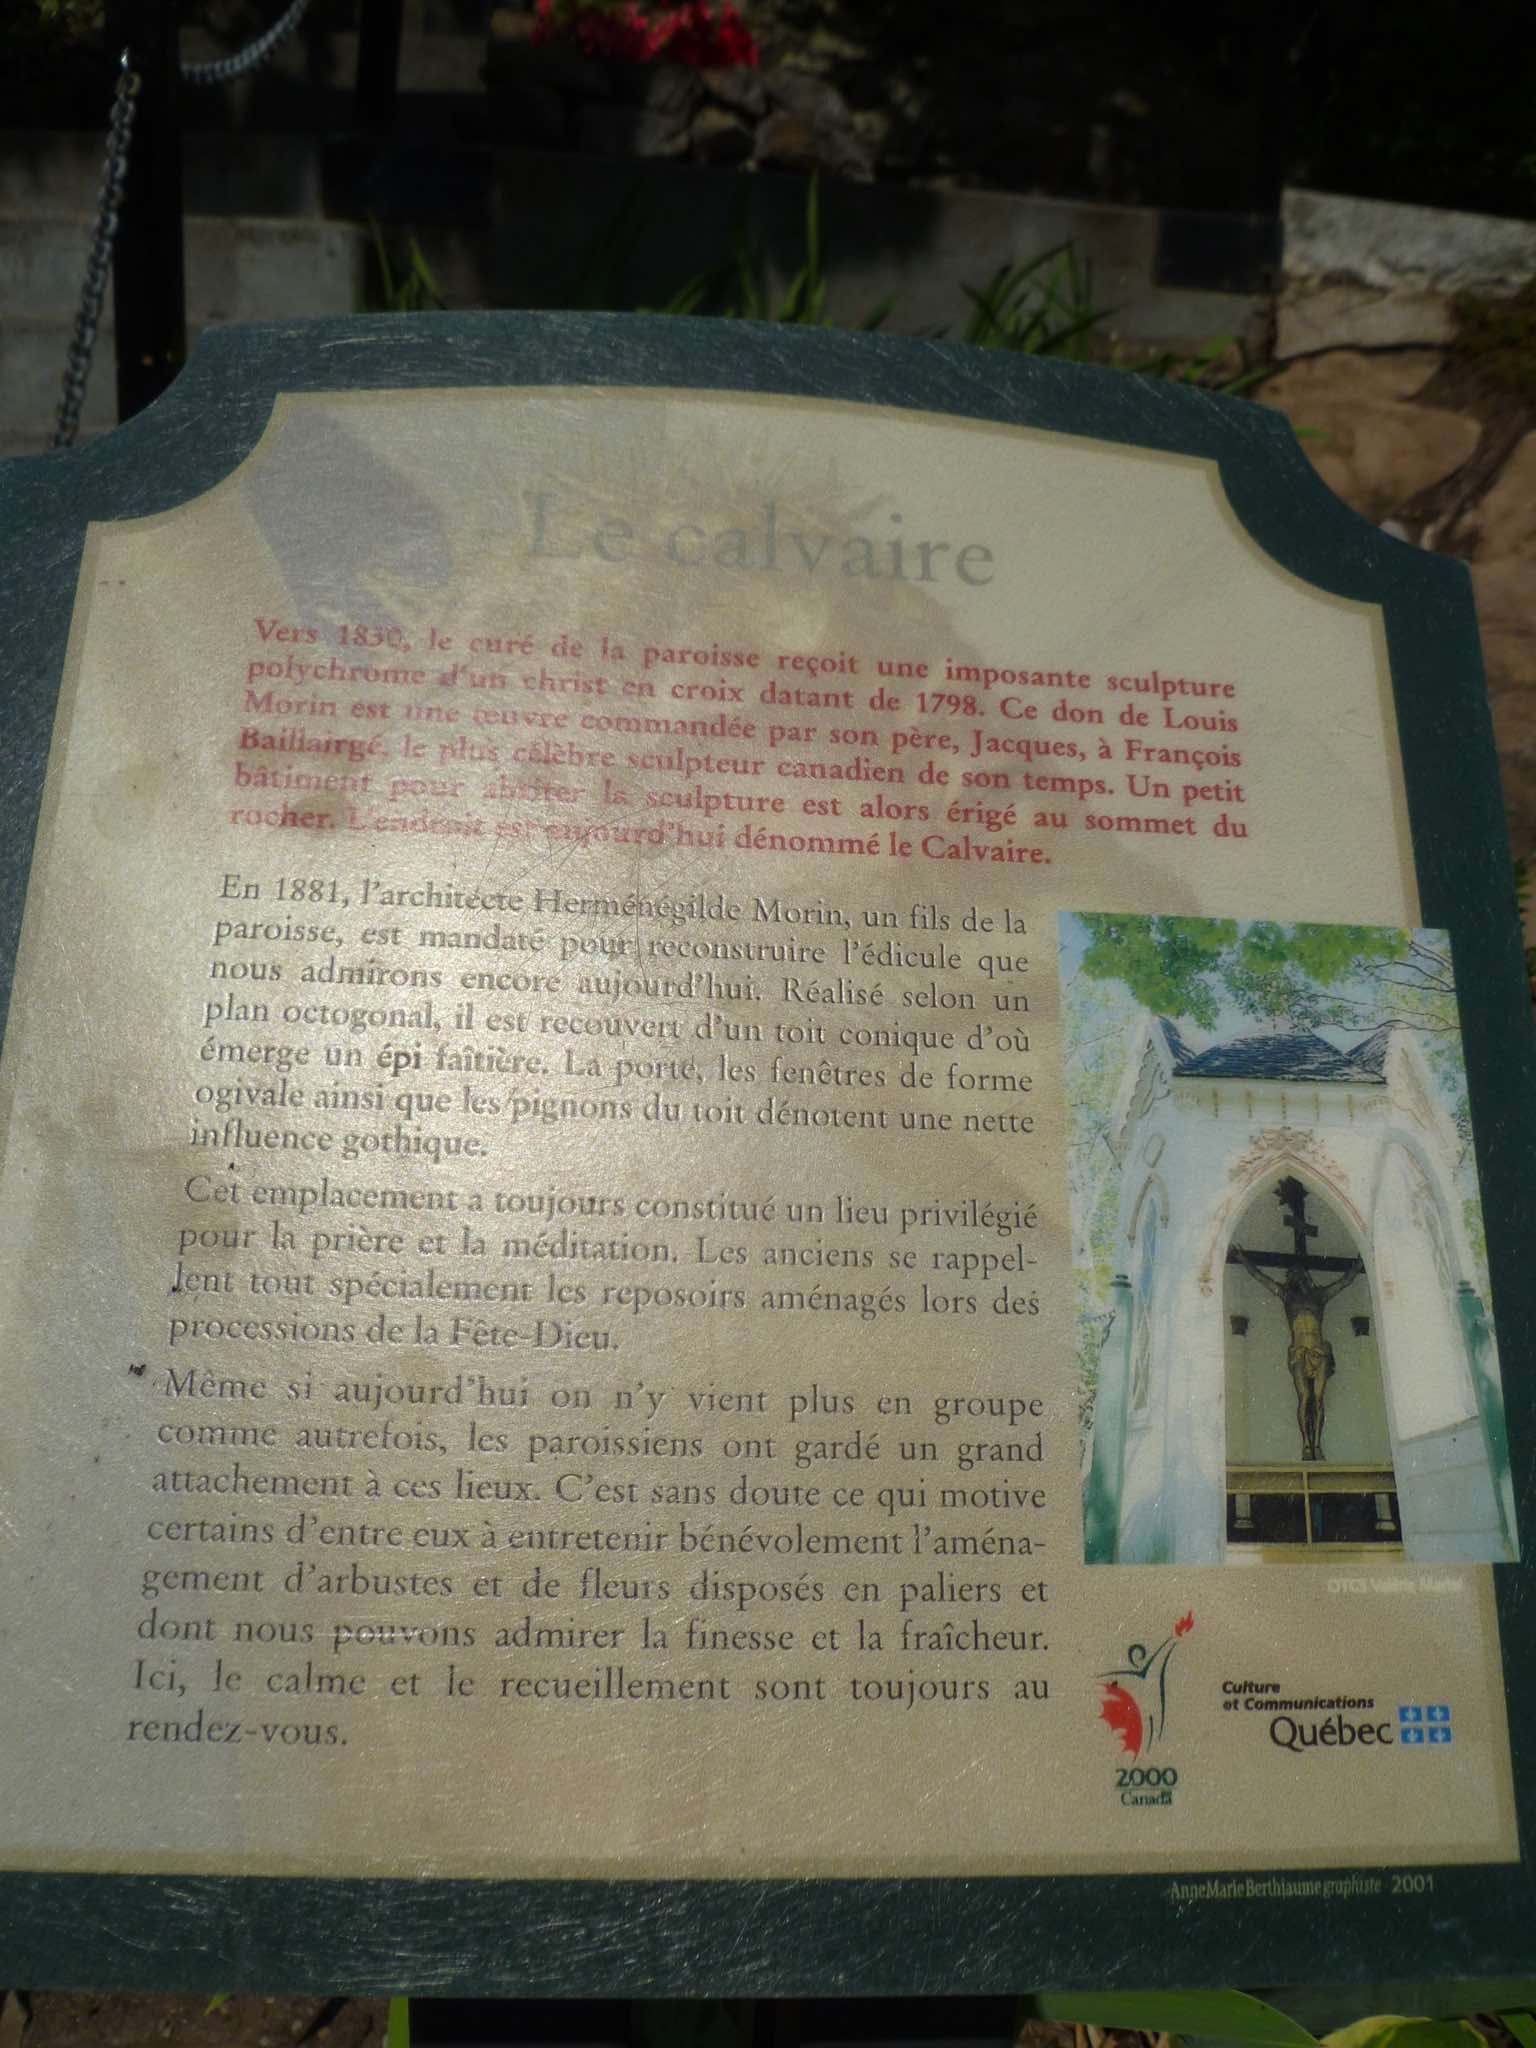 Le calvaire
Vers 1830, le curé de la paroisse reçoit une imposante sculpture
polychrome d'un christ en croix datant de 1798. Ce don de Louis
Morin est une œuvre commandée par son père, Jacques, à François
Baillairgé, le plus célèbre sculpteur canadien de son temps. Un petit
bâtiment pour abriter la sculpture est alors érigé au sommet du
rocher. L'endroit est aujourd'hui dénommé le Calvaire.
En 1881, l'architecte Herménégilde Morin, un fils de la
paroisse, est mandaté pour reconstruire l'édicule que
nous admirons encore aujourd'hui. Réalisé selon un
plan octogonal, il est recouvert d'un toit conique d'où
émerge un épi faîtière. La porte, les fenêtres de forme
ogivale ainsi que les pignons du toit dénotent une nette
influence gothique.
Cet emplacement a toujours constitué un lieu privilégié
pour la prière et la méditation. Les anciens se rappel-
lent tout spécialement les reposoirs aménagés lors des
processions de la Fête-Dieu.
Même si aujourd'hui on n'y vient plus en groupe
comme autrefois, les paroissiens ont gardé un grand
attachement à ces lieux. C'est sans doute ce qui motive
certains d'entre eux à entretenir bénévolement l'aména-
gement d'arbustes et de fleurs disposés en paliers et
dont nous pouvons admirer la finesse et la fraîcheur.
Ici, le calme et le recueillement sont toujours au
rendez-vous.
2000
Canada
Culture
et Communications
Québec
AnneMarie Berthiaume graphiste 2001